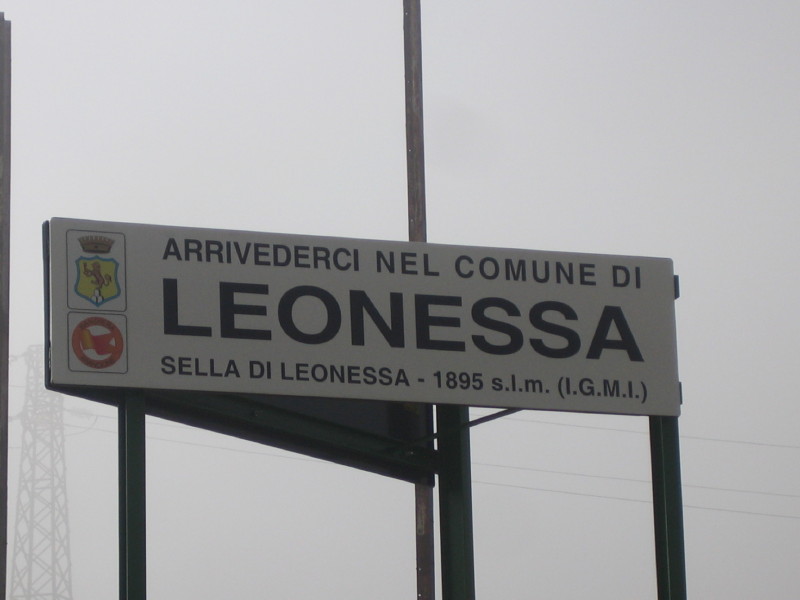 ARRIVEDERCI NEL COMUNE DI
LEONESSA
SELLA DI LEONESSA - 1895 s.l.m. (I.G.M.I.)